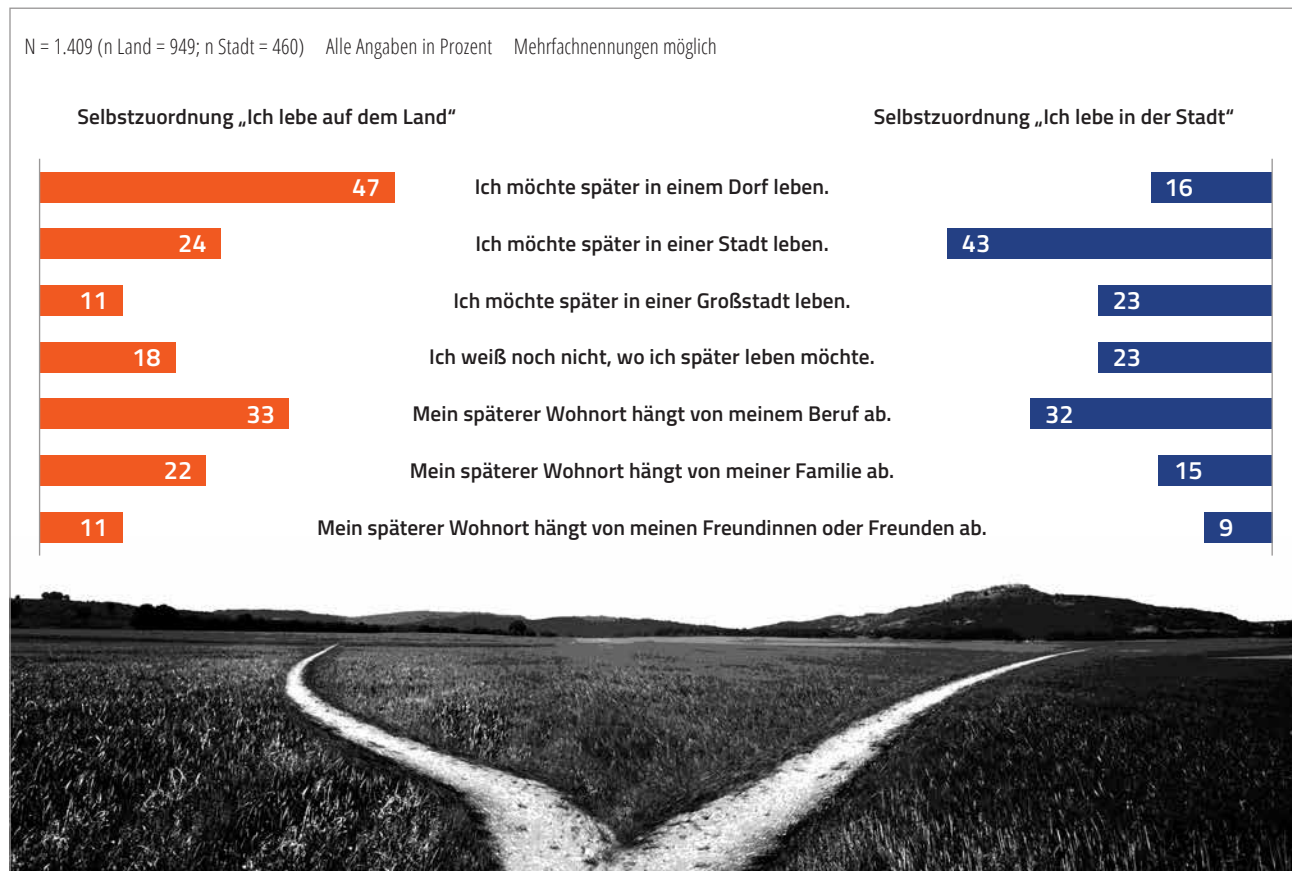 N = 1.409 (n Land = 949; n Stadt = 460) Alle Angaben in Prozent Mehrfachnennungen möglich
Selbstzuordnung „Ich lebe auf dem Land“ Selbstzuordnung „Ich lebe in der Stadt“
47 Ich möchte später in einem Dorf leben. 16
24 Ich möchte später in einer Stadt leben. 43
11 Ich möchte später in einer Großstadt leben. 23
18 Ich weiß noch nicht, wo ich später leben möchte. 23
33 Mein späterer Wohnort hängt von meinem Beruf ab. 32
22 Mein späterer Wohnort hängt von meiner Familie ab. 15
11 Mein späterer Wohnort hängt von meinen Freundinnen oder Freunden ab. 9